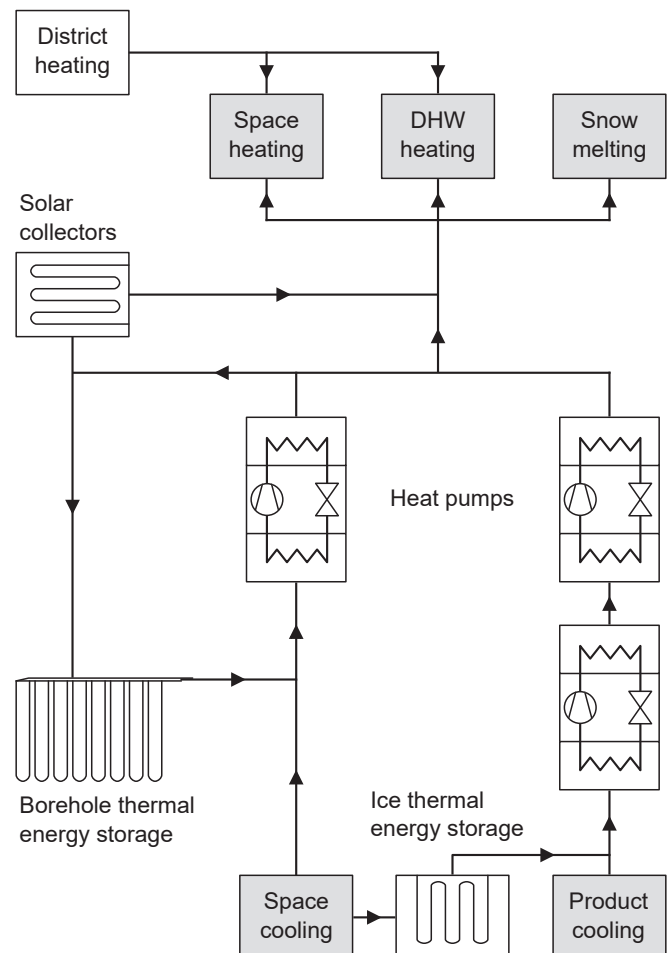 District
heating
Space
heating
DHW
heating
Snow
melting
Solar
collectors
Heat pumps
Borehole thermal
energy storage
Ice thermal
energy storage
Space
cooling
Product
cooling